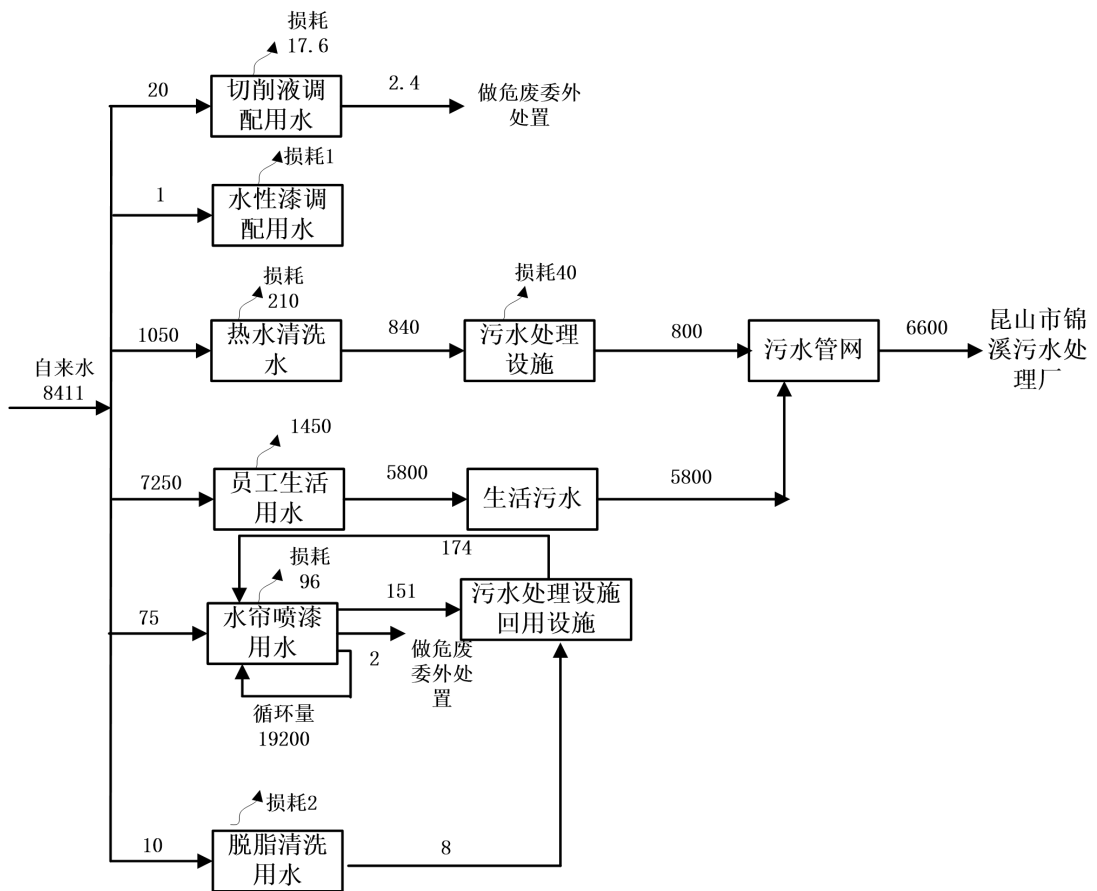 损耗
17.6
20
切削液调
配用水
2.4
做危废委外
处置
损耗1
1
水性漆调
配用水
损耗
210
1050
热水清洗
水
840
损耗40
污水处理
设施
800
污水管网
6600
昆山市锦
溪污水处
理厂
自来水
8411
1450
7250
员工生活
用水
5800
生活污水
5800
174
损耗
96
75
水帘喷漆
用水
151
污水处理设施
回用设施
2
做危废
委外处
置
循环量
19200
损耗2
10
脱脂清洗
用水
8